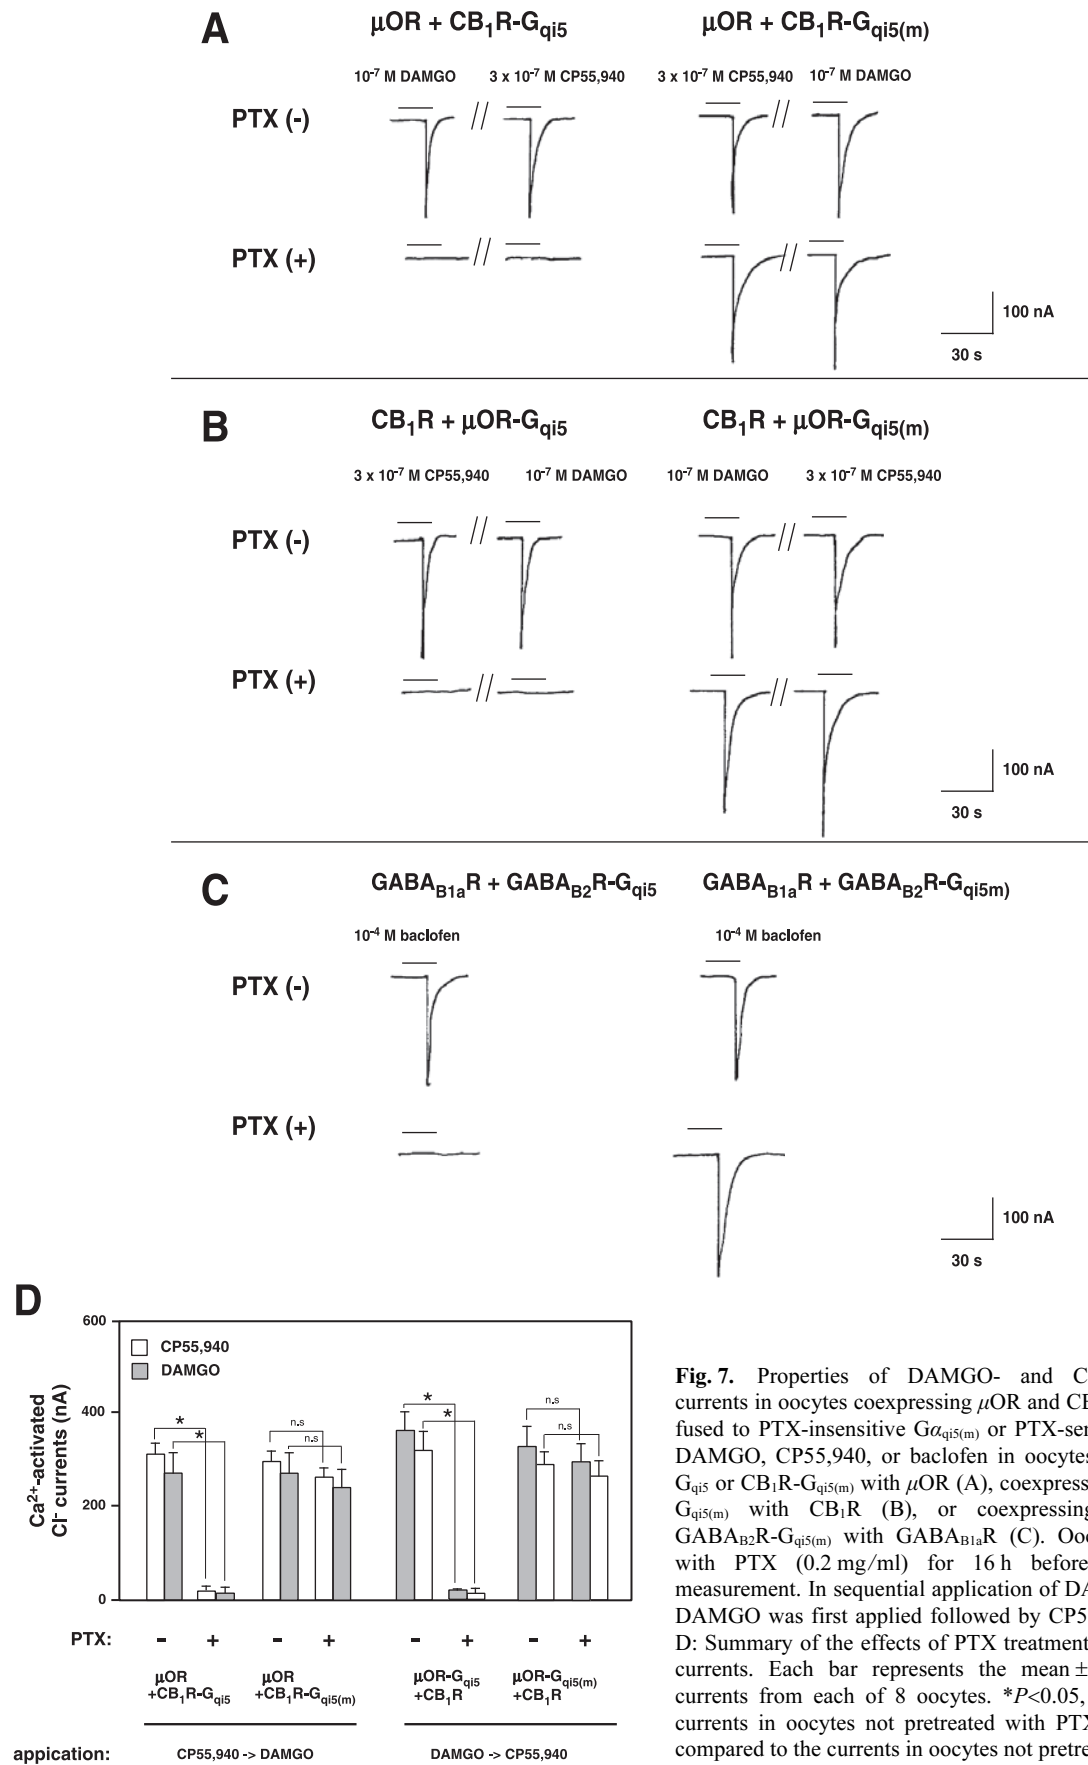 A
μOR + CB₁R-Gqi5
μOR + CB₁R-Gqi5(m)
10⁻⁷ M DAMGO
3 x 10⁻⁷ M CP55,940
3 x 10⁻⁷ M CP55,940
10⁻⁷ M DAMGO
PTX (-)
PTX (+)
100 nA
30 s
B
CB₁R + μOR-Gqi5
CB₁R + μOR-Gqi5(m)
3 x 10⁻⁷ M CP55,940
10⁻⁷ M DAMGO
10⁻⁷ M DAMGO
3 x 10⁻⁷ M CP55,940
PTX (-)
PTX (+)
100 nA
30 s
C
GABA_B1aR + GABA_B2R-Gqi5
GABA_B1aR + GABA_B2R-Gqi5m)
10⁻⁴ M baclofen
10⁻⁴ M baclofen
PTX (-)
PTX (+)
100 nA
30 s
D
Ca²⁺-activated
Cl⁻ currents (nA)
600
400
200
0
CP55,940
DAMGO
*
*
n.s
n.s
*
*
n.s
n.s
PTX: - + - + - + - +
μOR
+CB₁R-Gqi5
μOR
+CB₁R-Gqi5(m)
μOR-Gqi5
+CB₁R
μOR-Gqi5(m)
+CB₁R
appication: CP55,940 -> DAMGO DAMGO -> CP55,940
Fig. 7. Properties of DAMGO- and C
currents in oocytes coexpressing μOR and CB
fused to PTX-insensitive Gαqi5(m) or PTX-sen
DAMGO, CP55,940, or baclofen in oocytes
Gqi5 or CB₁R-Gqi5(m) with μOR (A), coexpress
Gqi5(m) with CB₁R (B), or coexpressing
GABA_B2R-Gqi5(m) with GABA_B1aR (C). Ooc
with PTX (0.2 mg/ml) for 16 h before
measurement. In sequential application of DA
DAMGO was first applied followed by CP5
D: Summary of the effects of PTX treatment
currents. Each bar represents the mean ±
currents from each of 8 oocytes. *P<0.05,
currents in oocytes not pretreated with PTX
compared to the currents in oocytes not pretre